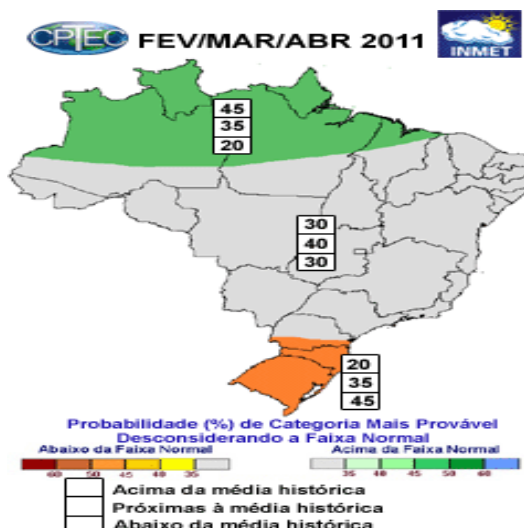 CPTEC FEV/MAR/ABR 2011 INMET
45
35
20
30
40
30
20
35
45
Probabilidade (%) de Categoria Mais Provável
Desconsiderando a Faixa Normal
Abaixo da Faixa Normal Acima da Faixa Normal
60 50 45 40 35 35 40 45 50 60
Acima da média histórica
Próximas à média histórica
Abaixo da média histórica